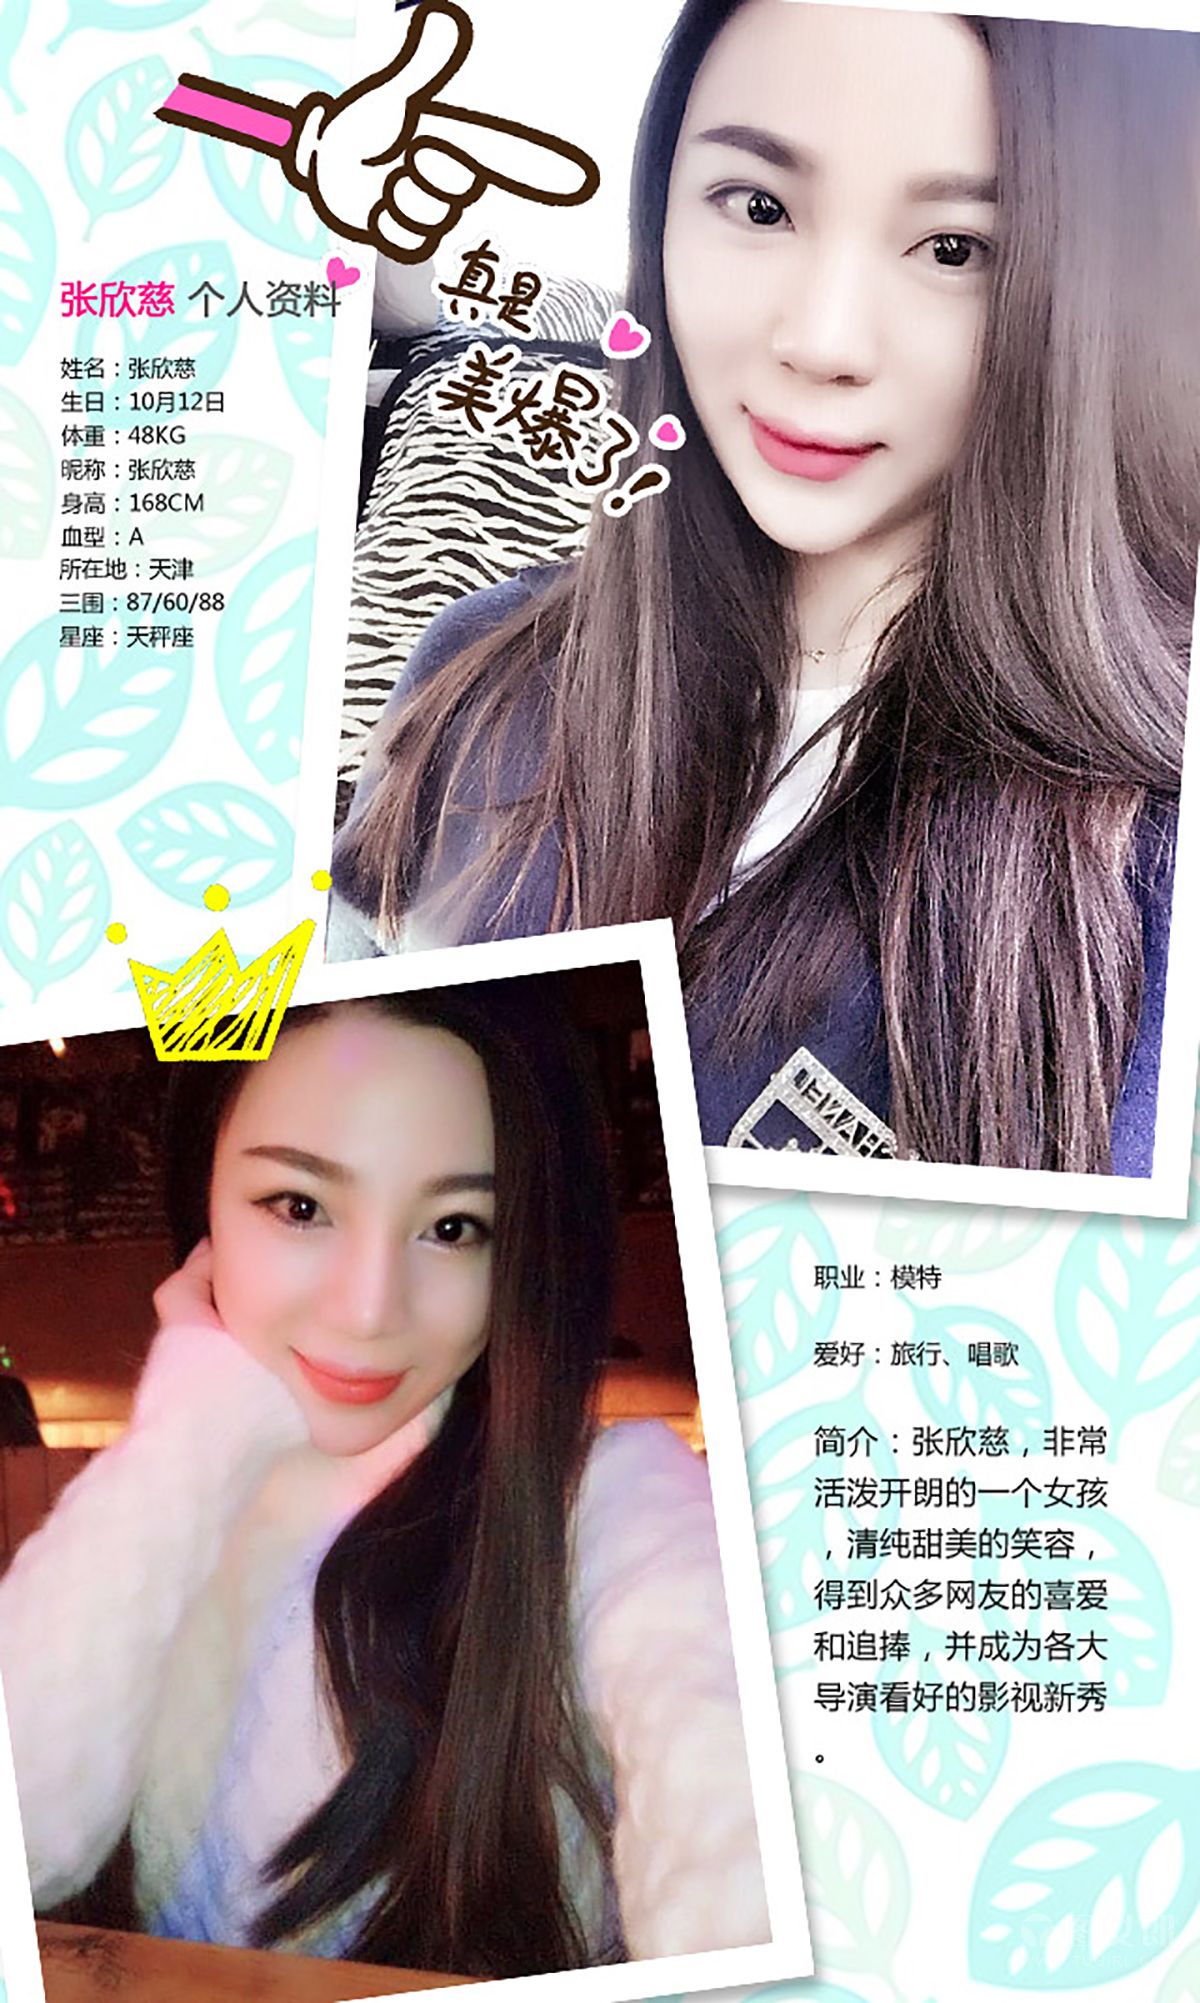 真是
美爆了!
张欣慈 个人资料
姓名：张欣慈
生日：10月12日
体重：48KG
昵称：张欣慈
身高：168CM
血型：A
所在地：天津
三围：87/60/88
星座：天秤座
职业：模特
爱好：旅行、唱歌
简介：张欣慈，非常
活泼开朗的一个女孩
，清纯甜美的笑容，
得到众多网友的喜爱
和追捧，并成为各大
导演看好的影视新秀
。